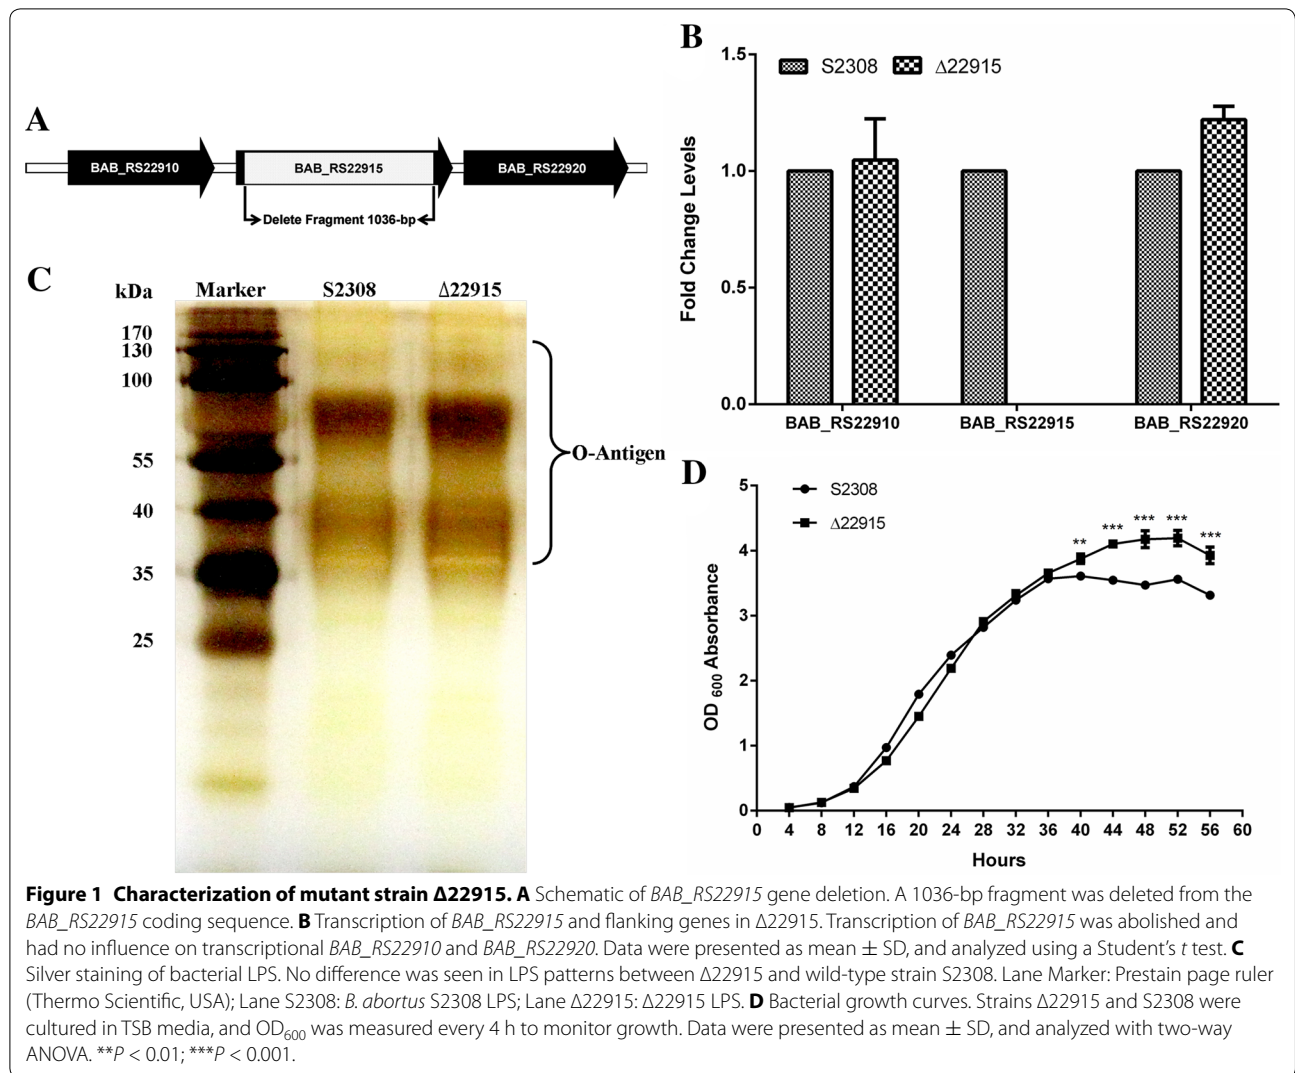 A
BAB_RS22910
BAB_RS22915
BAB_RS22920
Delete Fragment 1036-bp
B
S2308
Δ22915
Fold Change Levels
1.5
1.0
0.5
0.0
BAB_RS22910
BAB_RS22915
BAB_RS22920
C
kDa
Marker
S2308
Δ22915
170
130
100
55
40
35
25
O-Antigen
D
S2308
Δ22915
OD 600 Absorbance
5
4
3
2
1
0
** *** *** *** ***
0 4 8 12 16 20 24 28 32 36 40 44 48 52 56 60
Hours
Figure 1 Characterization of mutant strain Δ22915. A Schematic of BAB_RS22915 gene deletion. A 1036-bp fragment was deleted from the
BAB_RS22915 coding sequence. B Transcription of BAB_RS22915 and flanking genes in Δ22915. Transcription of BAB_RS22915 was abolished and
had no influence on transcriptional BAB_RS22910 and BAB_RS22920. Data were presented as mean ± SD, and analyzed using a Student's t test. C
Silver staining of bacterial LPS. No difference was seen in LPS patterns between Δ22915 and wild-type strain S2308. Lane Marker: Prestain page ruler
(Thermo Scientific, USA); Lane S2308: B. abortus S2308 LPS; Lane Δ22915: Δ22915 LPS. D Bacterial growth curves. Strains Δ22915 and S2308 were
cultured in TSB media, and OD600 was measured every 4 h to monitor growth. Data were presented as mean ± SD, and analyzed with two-way
ANOVA. **P < 0.01; ***P < 0.001.